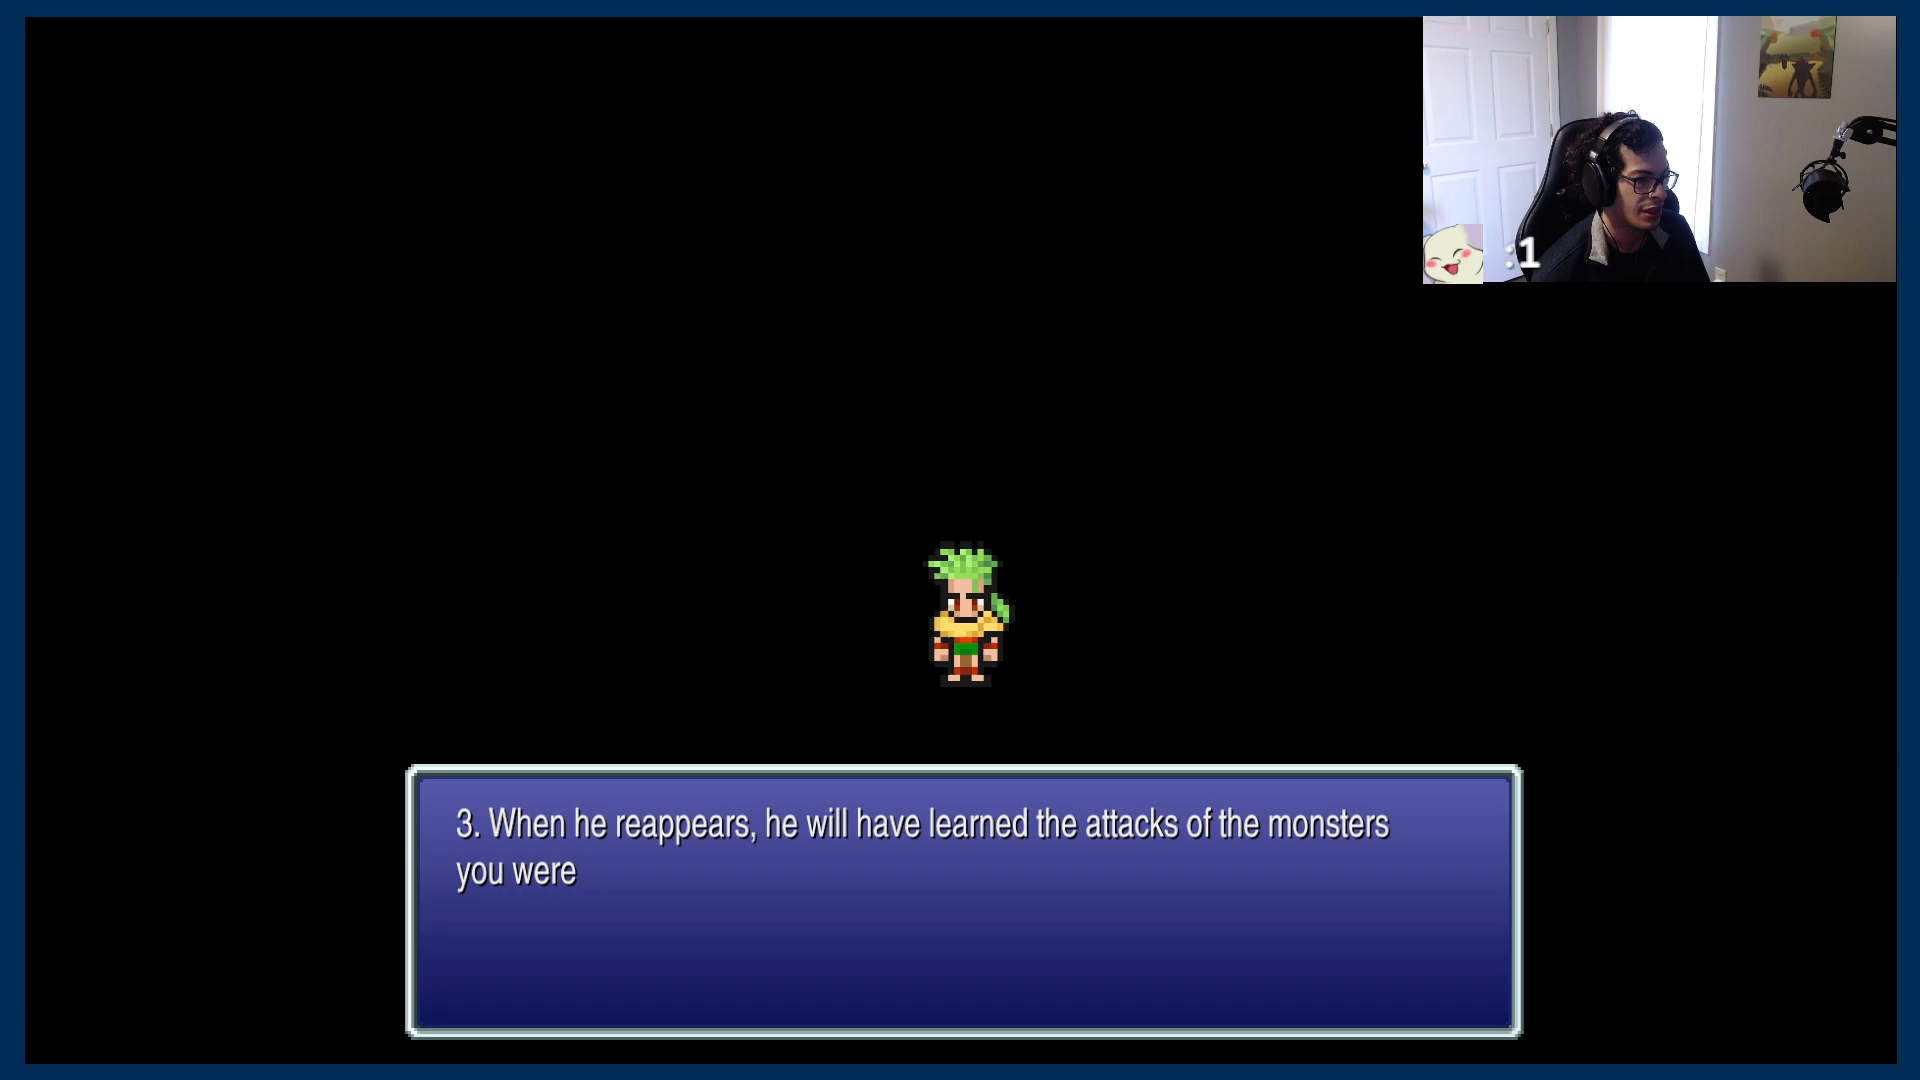 :1
3. When he reappears, he will have learned the attacks of the monsters
you were